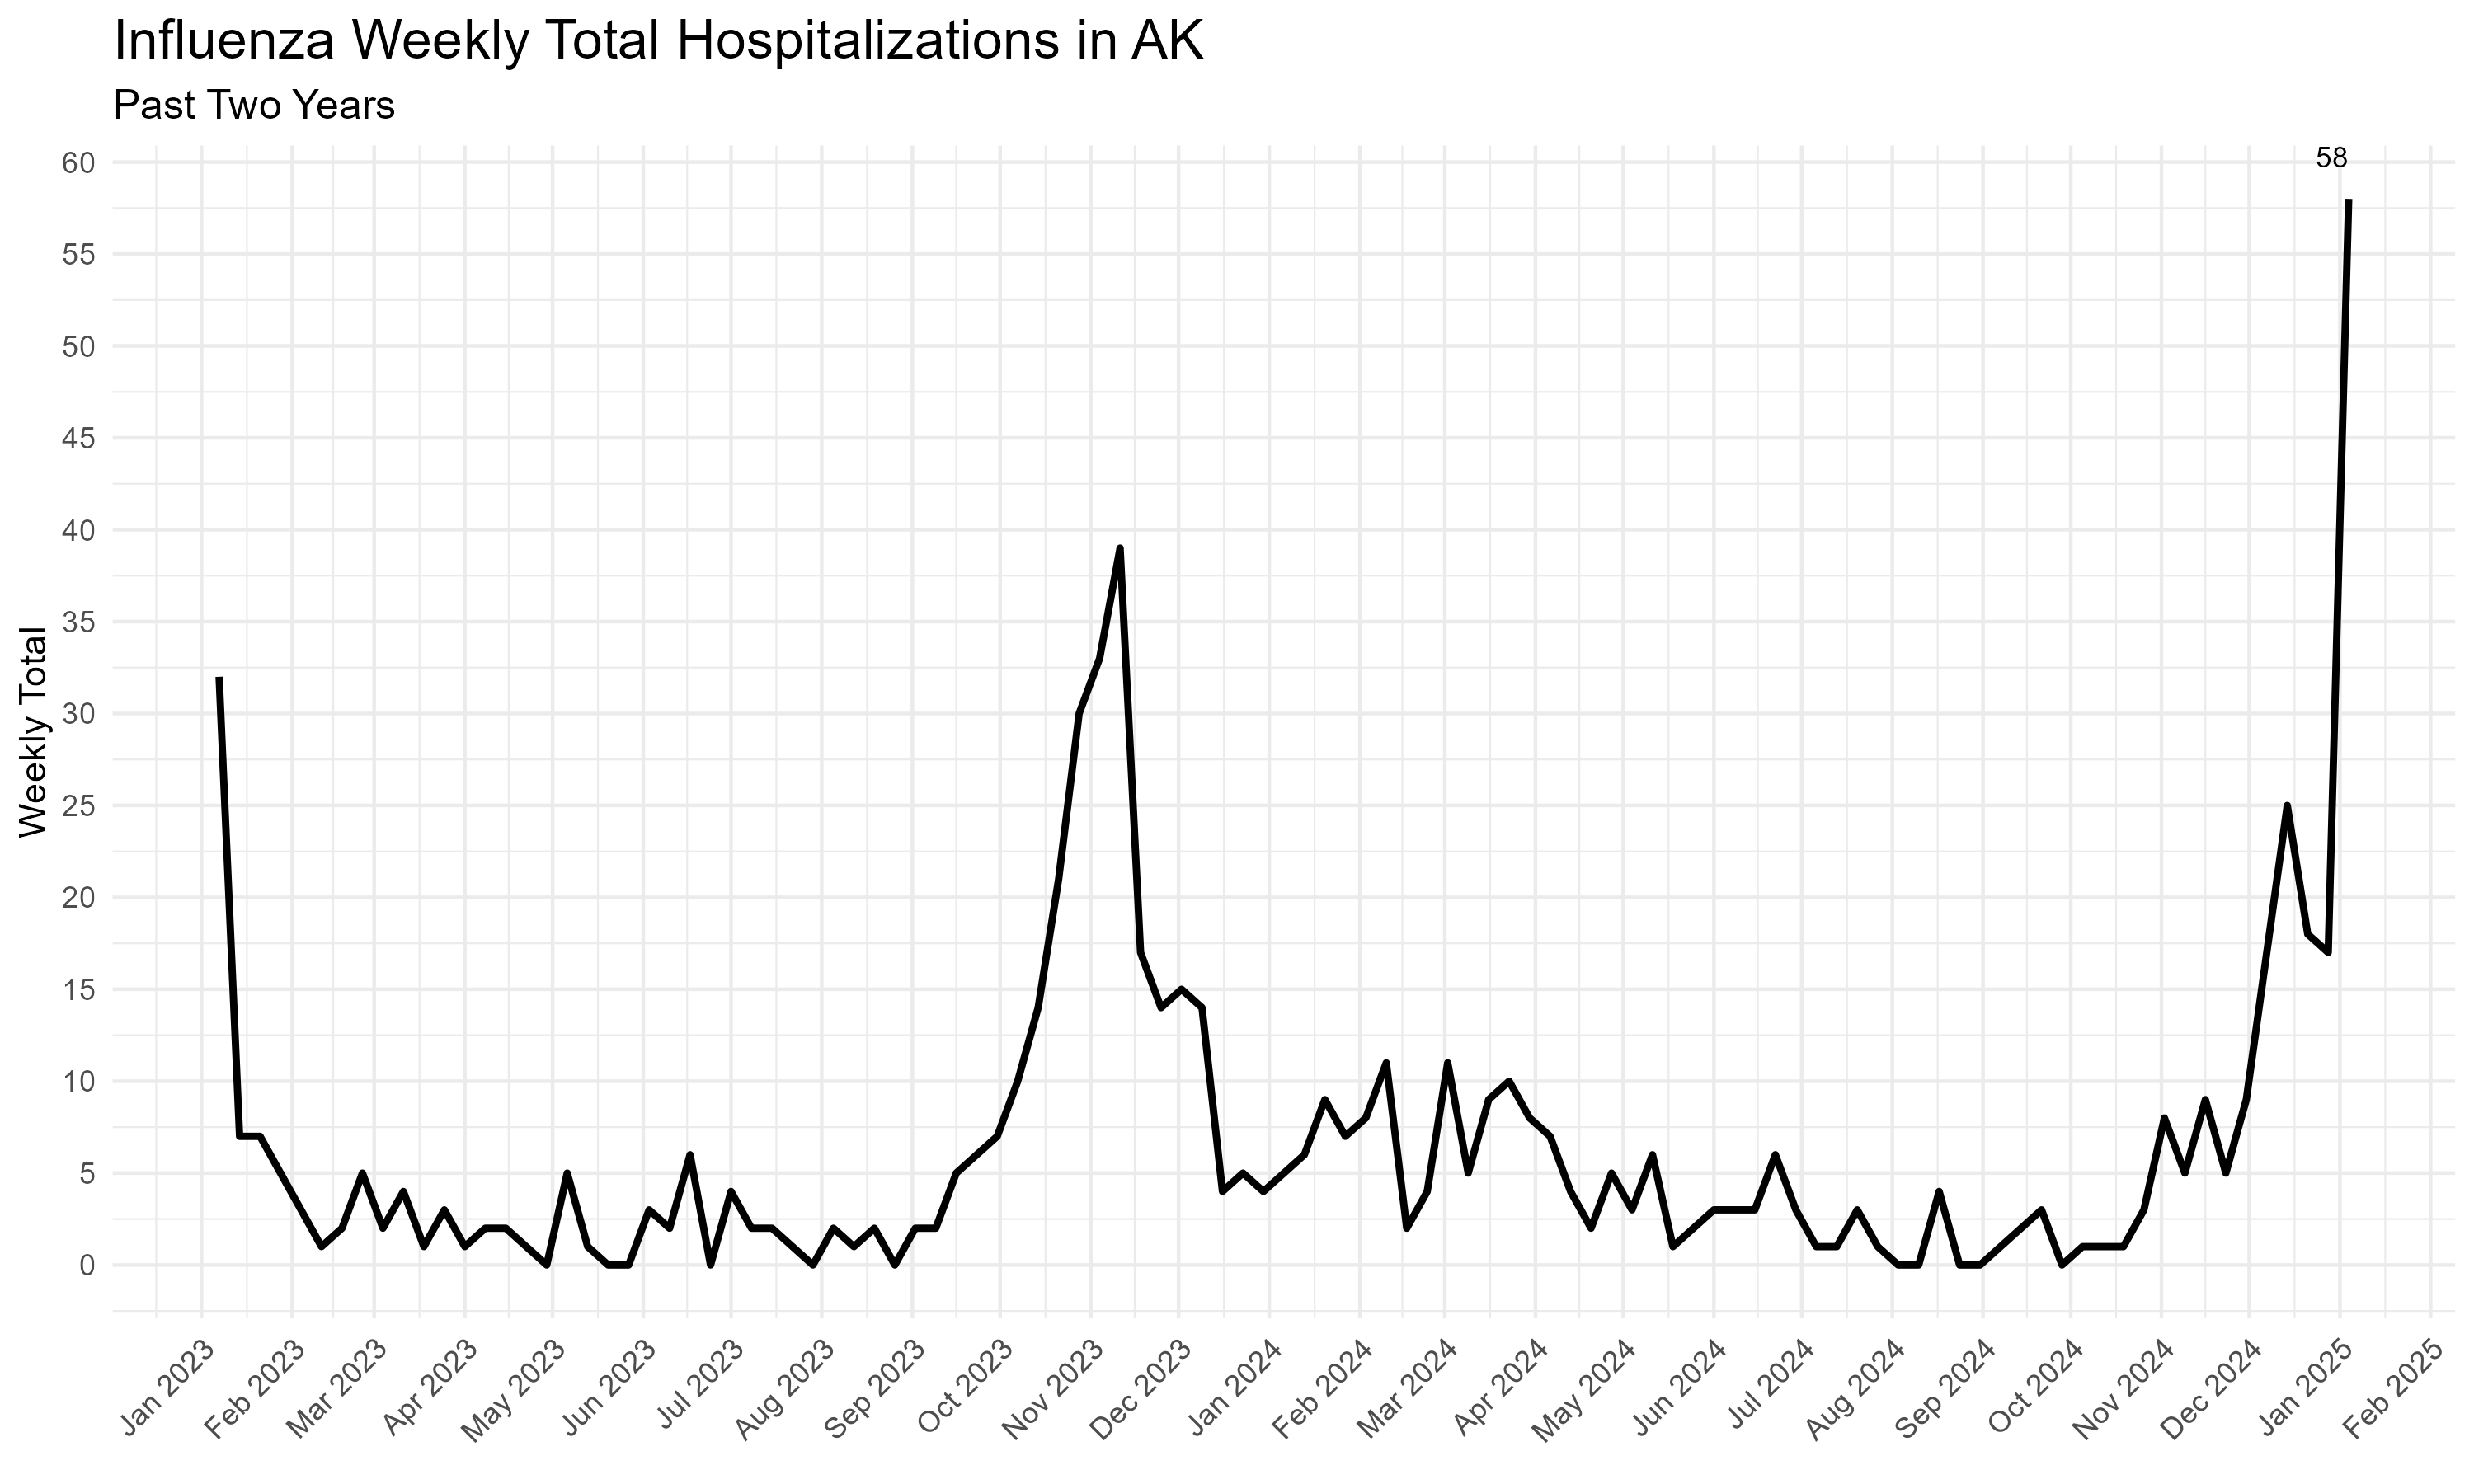 Influenza Weekly Total Hospitalizations in AK
Past Two Years
58
Weekly Total
60
55
50
45
40
35
30
25
20
15
10
5
0
Jan 2023
Feb 2023
Mar 2023
Apr 2023
May 2023
Jun 2023
Jul 2023
Aug 2023
Sep 2023
Oct 2023
Nov 2023
Dec 2023
Jan 2024
Feb 2024
Mar 2024
Apr 2024
May 2024
Jun 2024
Jul 2024
Aug 2024
Sep 2024
Oct 2024
Nov 2024
Dec 2024
Jan 2025
Feb 2025